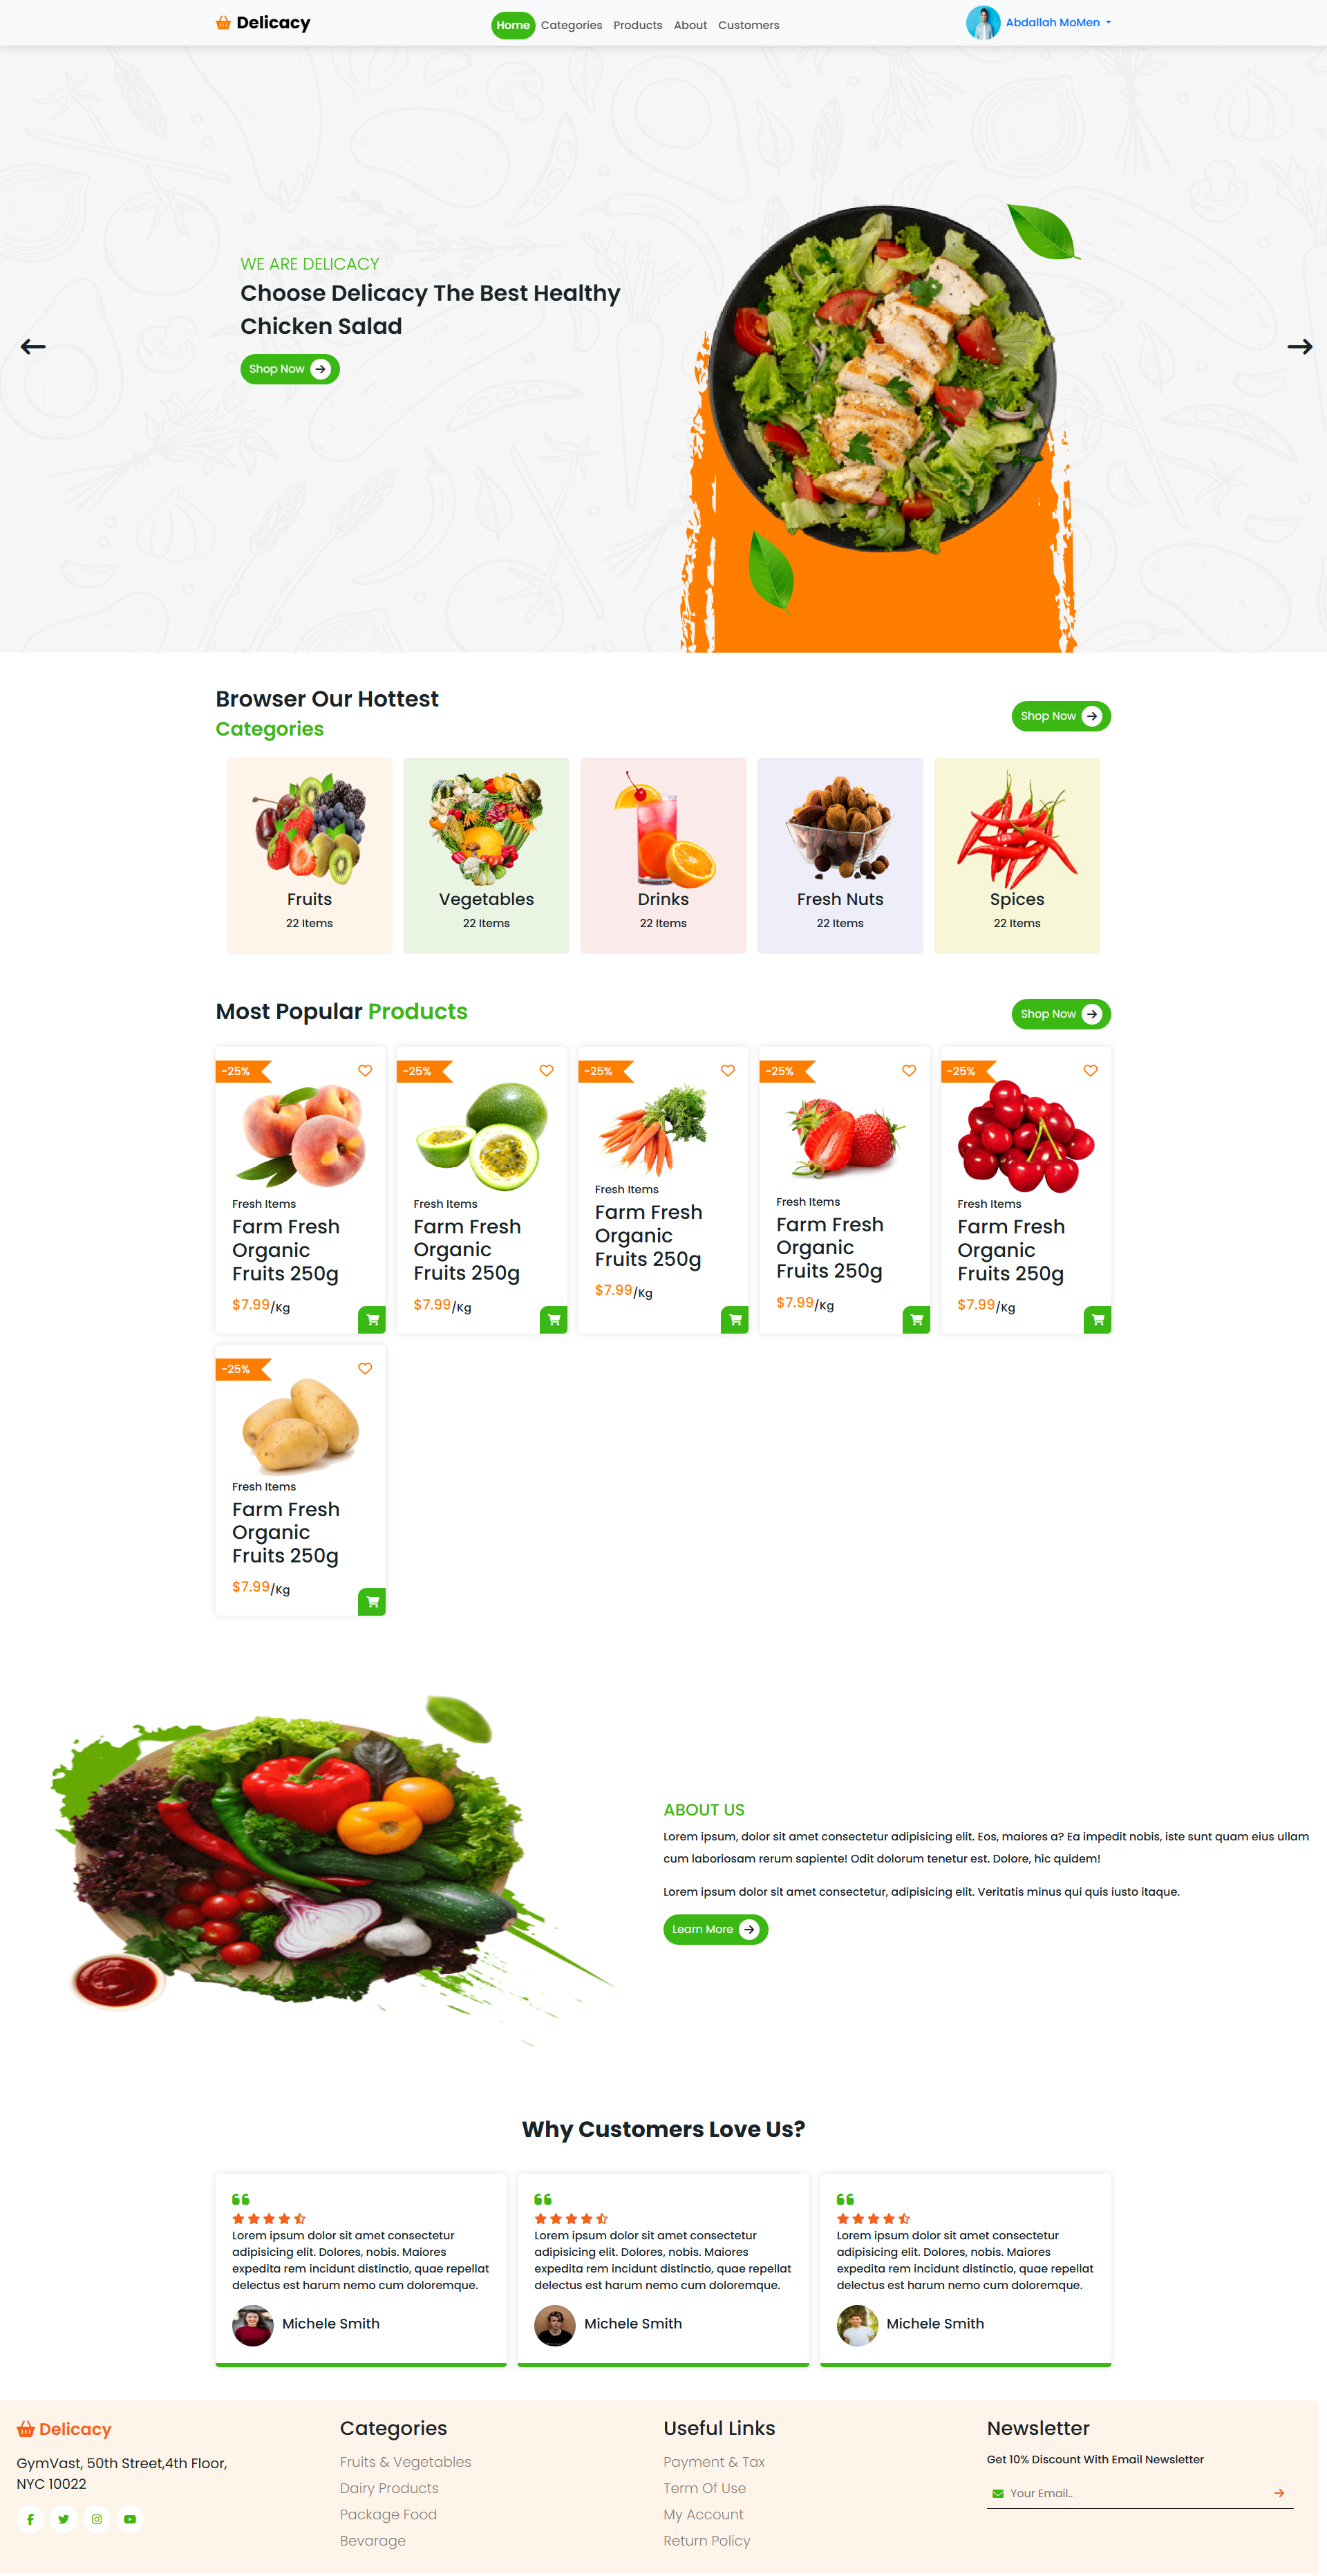 Delicacy
Home Categories Products About Customers
Abdallah MoMen
WE ARE DELICACY
Choose Delicacy The Best Healthy
Chicken Salad
Shop Now
Browser Our Hottest
Categories
Shop Now
Fruits
22 Items
Vegetables
22 Items
Drinks
22 Items
Fresh Nuts
22 Items
Spices
22 Items
Most Popular Products
Shop Now
-25%
Fresh Items
Farm Fresh
Organic
Fruits 250g
$7.99/Kg
-25%
Fresh Items
Farm Fresh
Organic
Fruits 250g
$7.99/Kg
-25%
Fresh Items
Farm Fresh
Organic
Fruits 250g
$7.99/Kg
-25%
Fresh Items
Farm Fresh
Organic
Fruits 250g
$7.99/Kg
-25%
Fresh Items
Farm Fresh
Organic
Fruits 250g
$7.99/Kg
-25%
Fresh Items
Farm Fresh
Organic
Fruits 250g
$7.99/Kg
ABOUT US
Lorem ipsum, dolor sit amet consectetur adipisicing elit. Eos, maiores a? Ea impedit nobis, iste sunt quam eius ullam
cum laboriosam rerum sapiente! Odit dolorum tenetur est. Dolore, hic quidem!
Lorem ipsum dolor sit amet consectetur, adipisicing elit. Veritatis minus qui quis iusto itaque.
Learn More
Why Customers Love Us?
Lorem ipsum dolor sit amet consectetur
adipisicing elit. Dolores, nobis. Maiores
expedita rem incidunt distinctio, quae repellat
delectus est harum nemo cum doloremque.
Michele Smith
Lorem ipsum dolor sit amet consectetur
adipisicing elit. Dolores, nobis. Maiores
expedita rem incidunt distinctio, quae repellat
delectus est harum nemo cum doloremque.
Michele Smith
Lorem ipsum dolor sit amet consectetur
adipisicing elit. Dolores, nobis. Maiores
expedita rem incidunt distinctio, quae repellat
delectus est harum nemo cum doloremque.
Michele Smith
Delicacy
GymVast, 50th Street,4th Floor,
NYC 10022
Categories
Fruits & Vegetables
Dairy Products
Package Food
Bevarage
Useful Links
Payment & Tax
Term Of Use
My Account
Return Policy
Newsletter
Get 10% Discount With Email Newsletter
Your Email..